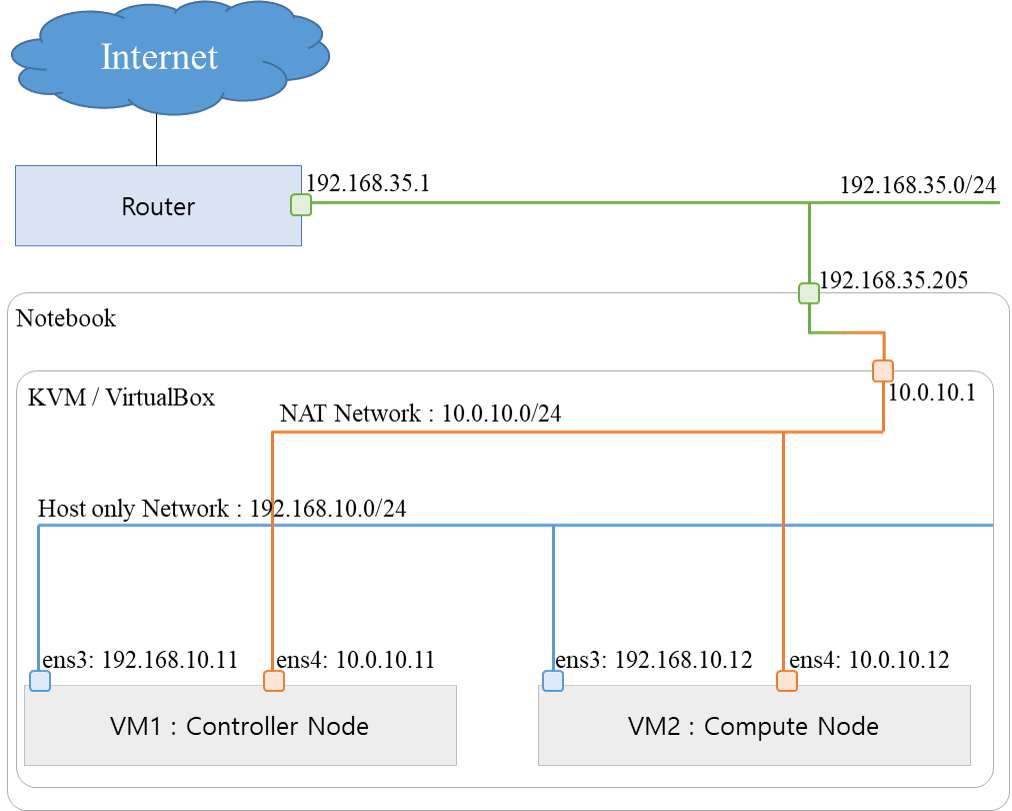 Internet
Router
192.168.35.1
192.168.35.0/24
192.168.35.205
Notebook
KVM / VirtualBox
10.0.10.1
NAT Network : 10.0.10.0/24
Host only Network : 192.168.10.0/24
ens3: 192.168.10.11
ens4: 10.0.10.11
ens3: 192.168.10.12
ens4: 10.0.10.12
VM1 : Controller Node
VM2 : Compute Node